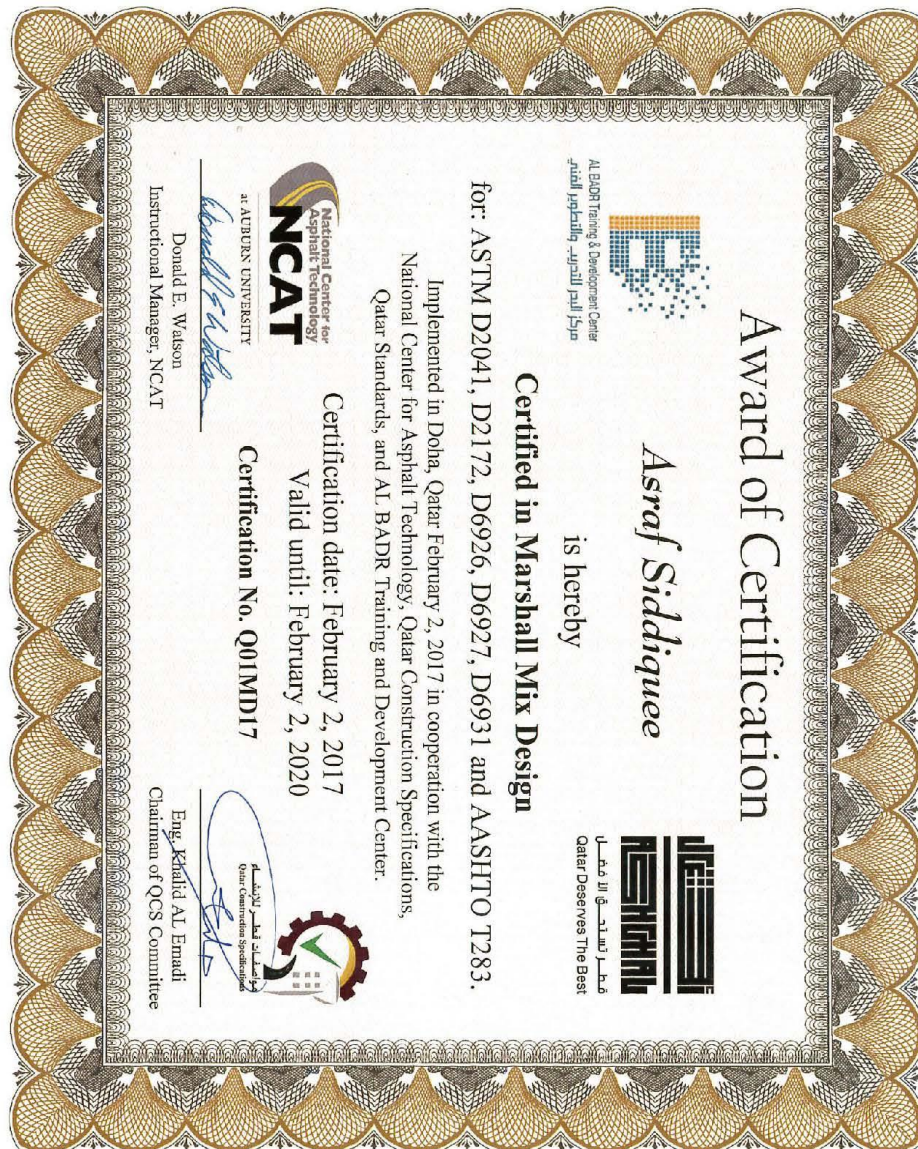 Award of Certification
AL BADR Training & Development Center
مركز البدر للتدريب والتطوير الفني
ASHGHAL
قطر تستحق الأفضل
Qatar Deserves The Best
Asraf Siddiquee
is hereby
Certified in Marshall Mix Design
for: ASTM D2041, D2172, D6926, D6927, D6931 and AASHTO T283.
Implemented in Doha, Qatar February 2, 2017 in cooperation with the
National Center for Asphalt Technology, Qatar Construction Specifications,
Qatar Standards, and AL BADR Training and Development Center.
National Center for
Asphalt Technology
NCAT
at AUBURN UNIVERSITY
Certification date: February 2, 2017
Valid until: February 2, 2020
Certification No. Q01MD17
مواصفات قطر للإنشاء
Qatar Construction Specifications
Donald E. Watson
Instructional Manager, NCAT
Eng. Khalid AL Emadi
Chairman of QCS Committee